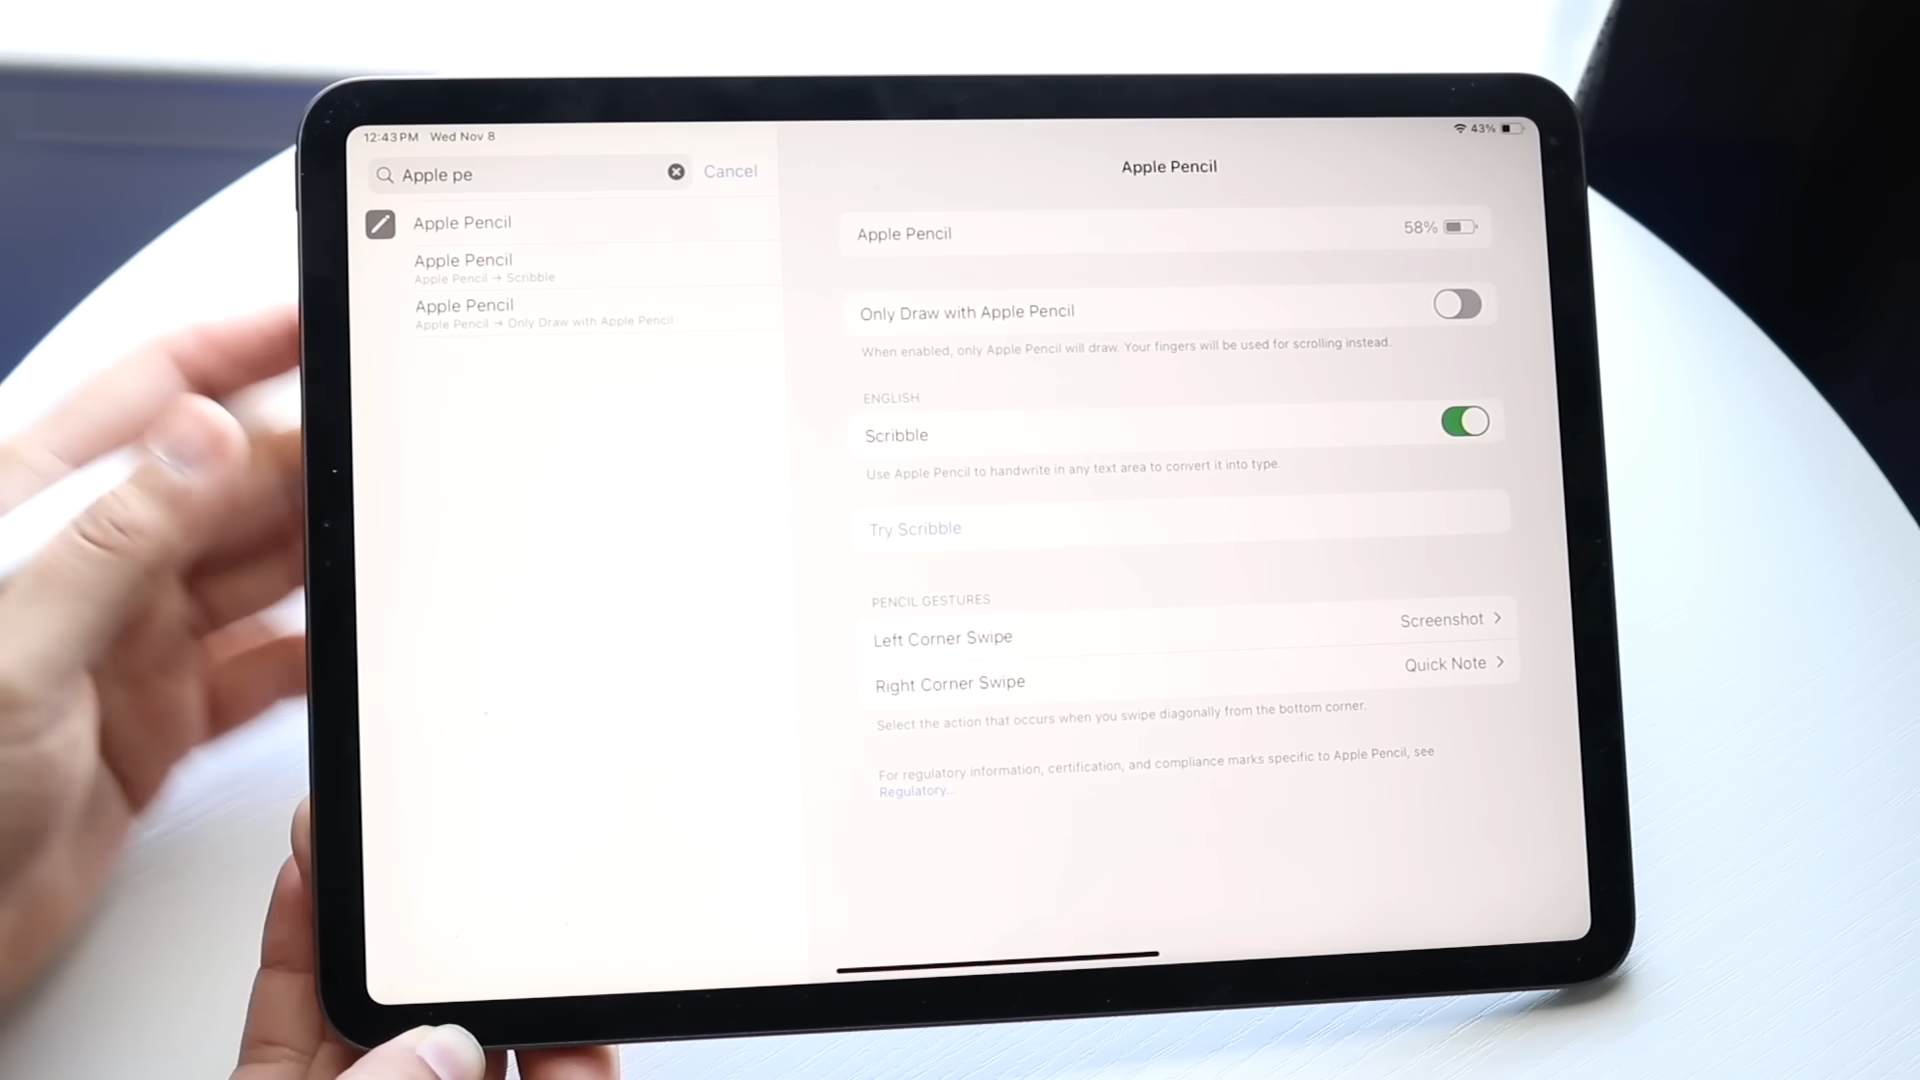 12:43 PM Wed Nov 8
43%
Apple pe
Cancel
Apple Pencil
Apple Pencil
Apple Pencil → Scribble
Apple Pencil
Apple Pencil → Only Draw with Apple Pencil
Apple Pencil
Apple Pencil 58%
Only Draw with Apple Pencil
When enabled, only Apple Pencil will draw. Your fingers will be used for scrolling instead.
ENGLISH
Scribble
Use Apple Pencil to handwrite in any text area to convert it into type.
Try Scribble
PENCIL GESTURES
Left Corner Swipe Screenshot
Right Corner Swipe Quick Note
Select the action that occurs when you swipe diagonally from the bottom corner.
For regulatory information, certification, and compliance marks specific to Apple Pencil, see
Regulatory...